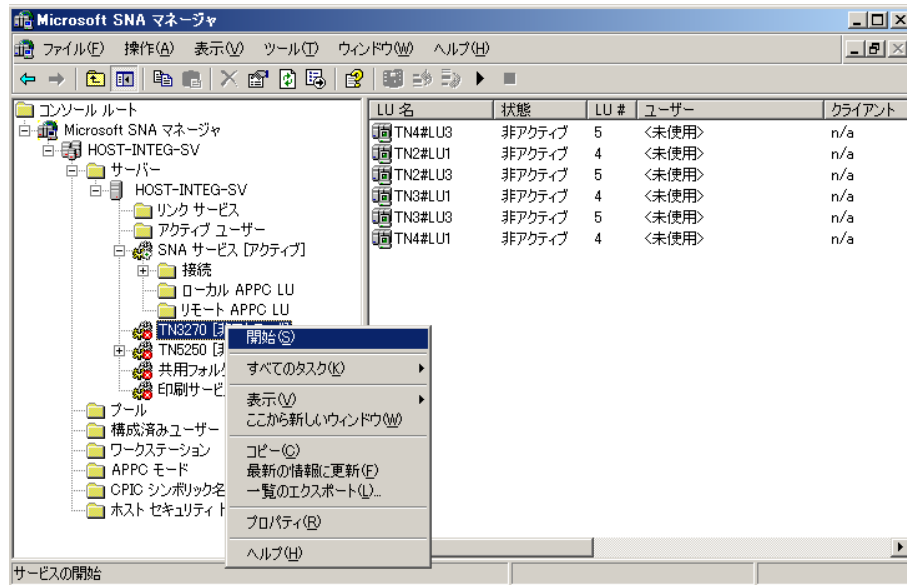 Microsoft SNA マネージャ
ファイル(F) 操作(A) 表示(V) ツール(T) ウィンドウ(W) ヘルプ(H)
コンソール ルート
Microsoft SNA マネージャ
HOST-INTEG-SV
サーバー
HOST-INTEG-SV
リンク サービス
アクティブ ユーザー
SNA サービス [アクティブ]
接続
ローカル APPC LU
リモート APPC LU
TN3270 [
TN5250 [
共用フォル
印刷サービ
プール
構成済みユーザー
ワークステーション
APPC モード
CPIC シンボリック名
ホスト セキュリティ
開始(S)
すべてのタスク(K)
表示(V)
ここから新しいウィンドウ(W)
コピー(C)
最新の情報に更新(F)
一覧のエクスポート(L)...
プロパティ(R)
ヘルプ(H)
LU 名 状態 LU # ユーザー クライアント
TN4#LU3 非アクティブ 5 <未使用> n/a
TN2#LU1 非アクティブ 4 <未使用> n/a
TN2#LU3 非アクティブ 5 <未使用> n/a
TN3#LU1 非アクティブ 4 <未使用> n/a
TN3#LU3 非アクティブ 5 <未使用> n/a
TN4#LU1 非アクティブ 4 <未使用> n/a
サービスの開始